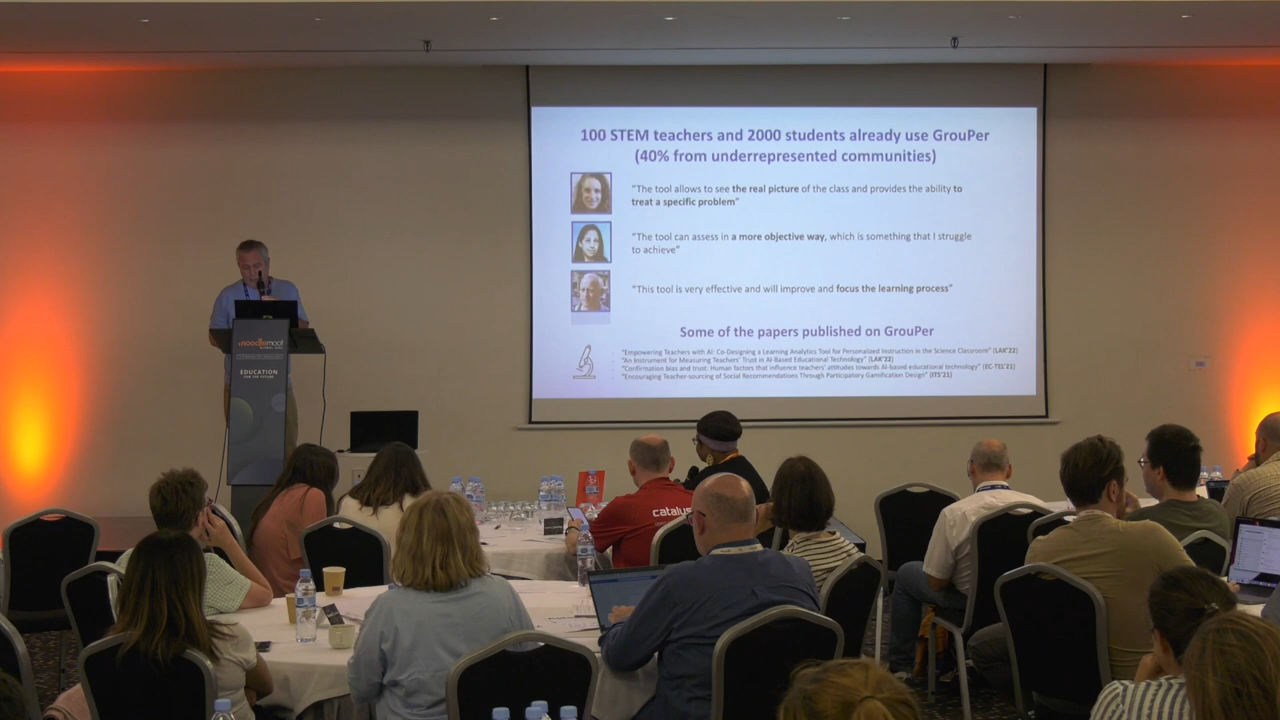 100 STEM teachers and 2000 students already use GrouPer
(40% from underrepresented communities)
"The tool allows to see the real picture of the class and provides the ability to
treat a specific problem"
"The tool can assess in a more objective way, which is something that I struggle
to achieve"
"This tool is very effective and will improve and focus the learning process"
Some of the papers published on GrouPer
"Empowering Teachers with AI: Co-Designing a Learning Analytics Tool for Personalized Instruction in the Science Classroom" (LAK'22)
"An Instrument for Measuring Teachers' Trust in AI-Based Educational Technology" (LAK'22)
"Confirmation bias and trust: Human factors that influence teachers' attitudes towards AI-based educational technology" (EC-TEL'21)
"Encouraging Teacher-sourcing of Social Recommendations Through Participatory Gamification Design" (ITS'21)
moodlemoot
EDUCATION
FOR THE FUTURE
catalys